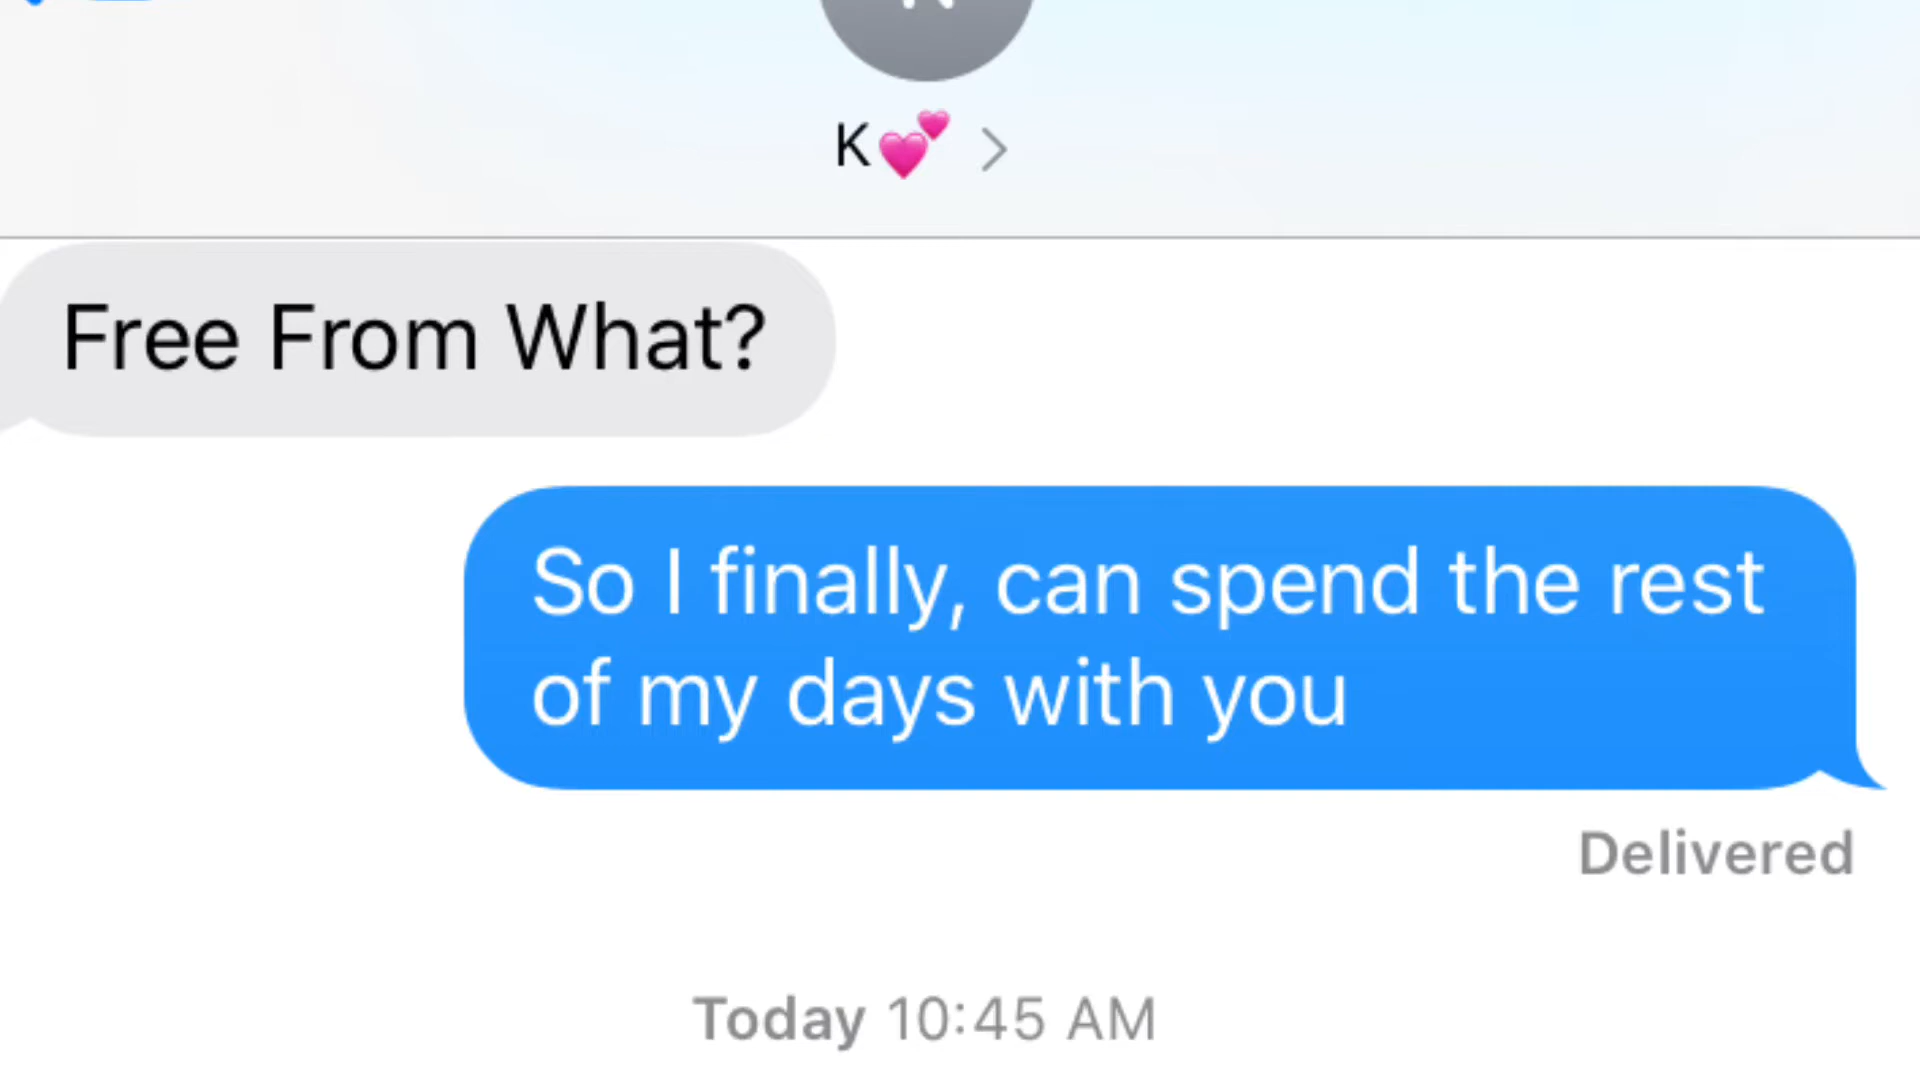 K💕
Free From What?
So I finally, can spend the rest
of my days with you
Delivered
Today 10:45 AM